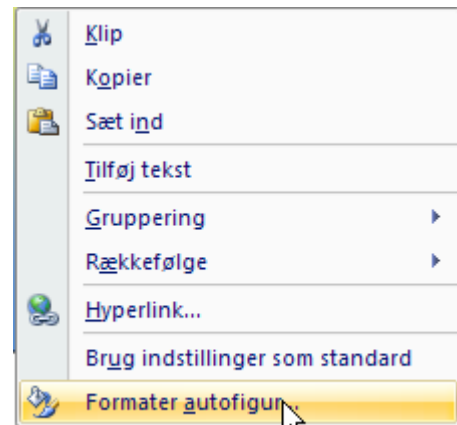 Klip
Kopier
Sæt ind
Tilføj tekst
Gruppering
Rækkefølge
Hyperlink...
Brug indstillinger som standard
Formater autofigur...